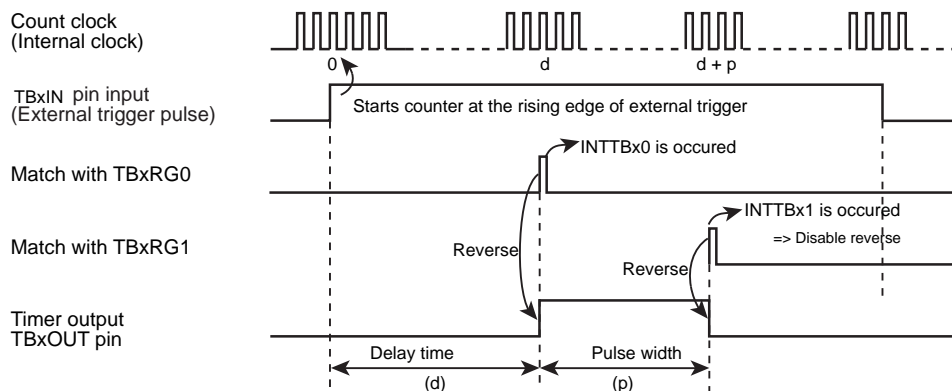 Count clock
(Internal clock)
0
d
d + p
TBxIN pin input
(External trigger pulse)
Starts counter at the rising edge of external trigger
INTTBx0 is occured
Match with TBxRG0
INTTBx1 is occured
=> Disable reverse
Match with TBxRG1
Reverse
Reverse
Timer output
TBxOUT pin
Delay time
Pulse width
(d)
(p)